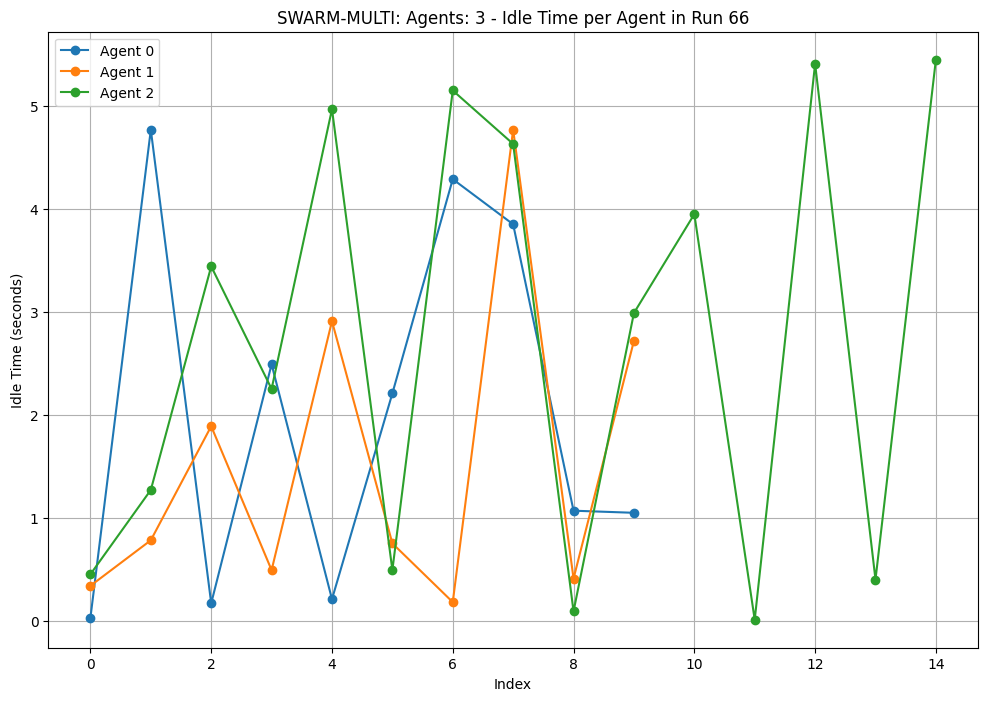 SWARM-MULTI: Agents: 3 - Idle Time per Agent in Run 66
Agent 0
Agent 1
Agent 2
Idle Time (seconds)
5
4
3
2
1
0
0 2 4 6 8 10 12 14
Index